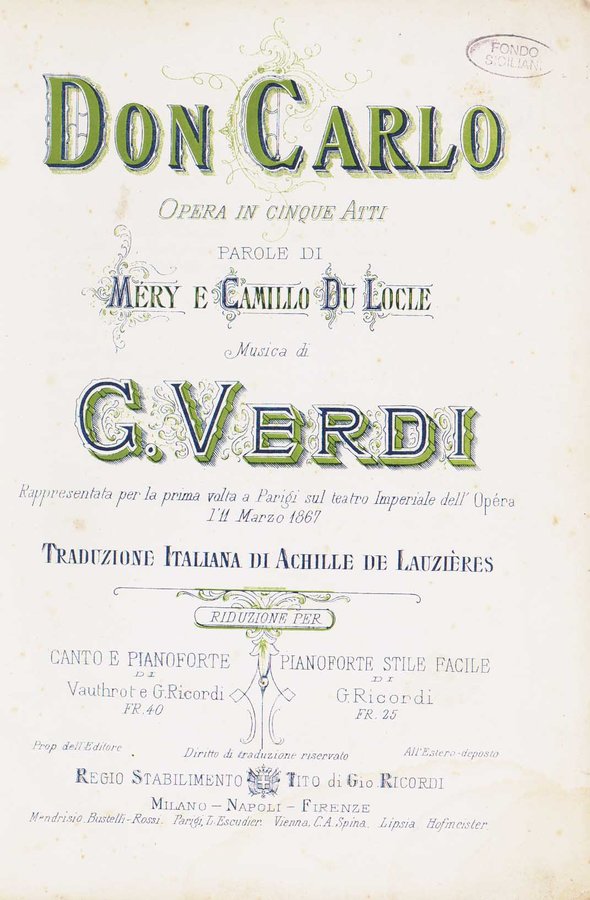 FONDO
SICILIANI
DON CARLO
OPERA IN CINQUE ATTI
PAROLE DI
MÉRY E CAMILLO DU LOCLE
Musica di
G. VERDI
Rappresentata per la prima volta a Parigi sul teatro Imperiale dell' Opéra
l'11 Marzo 1867
TRADUZIONE ITALIANA DI ACHILLE DE LAUZIÈRES
RIDUZIONE PER
CANTO E PIANOFORTE
DI
Vauthrot e G. Ricordi
FR. 40
PIANOFORTE STILE FACILE
DI
G. Ricordi
FR. 25
Prop dell'Editore
Diritto di traduzione riservato
All'Estero-deposto
REGIO STABILIMENTO TITO di Gio. RICORDI
MILANO – NAPOLI – FIRENZE
Mendrisio Bustelli-Rossi. Parigi, L. Escudier. Vienna, C.A. Spina. Lipsia Hofmeister